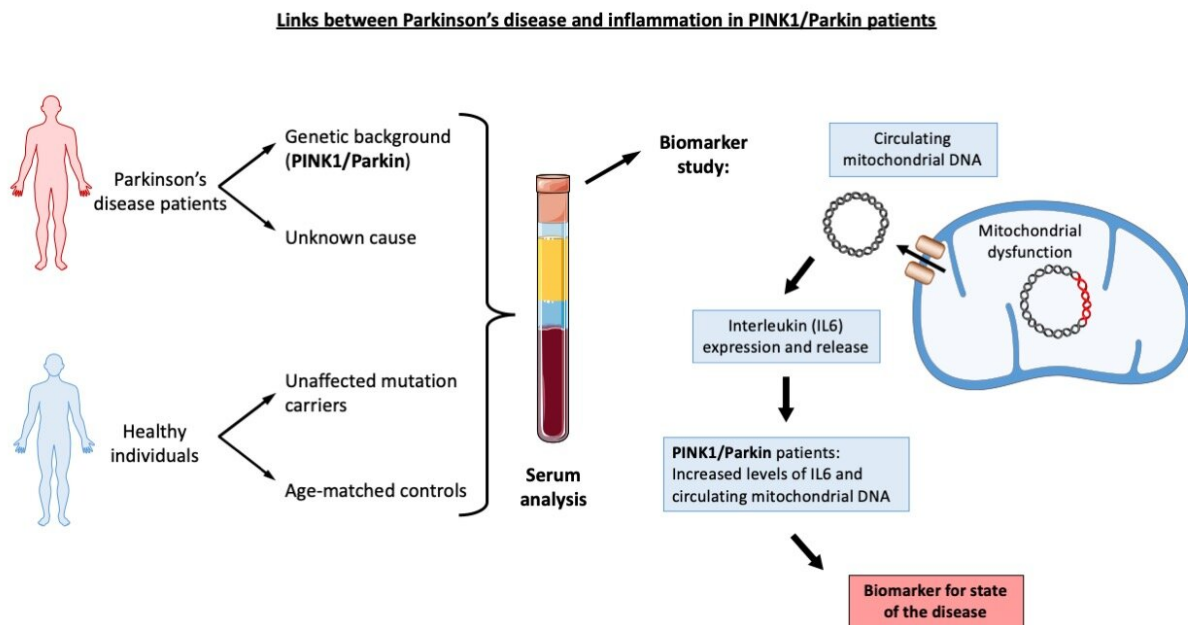 Links between Parkinson's disease and inflammation in PINK1/Parkin patients
Genetic background
(PINK1/Parkin)
Parkinson's
disease patients
Unknown cause
Unaffected mutation
carriers
Healthy
individuals
Age-matched controls
Serum
analysis
Biomarker
study:
Circulating
mitochondrial DNA
Mitochondrial
dysfunction
Interleukin (IL6)
expression and release
PINK1/Parkin patients:
Increased levels of IL6 and
circulating mitochondrial DNA
Biomarker for state
of the disease